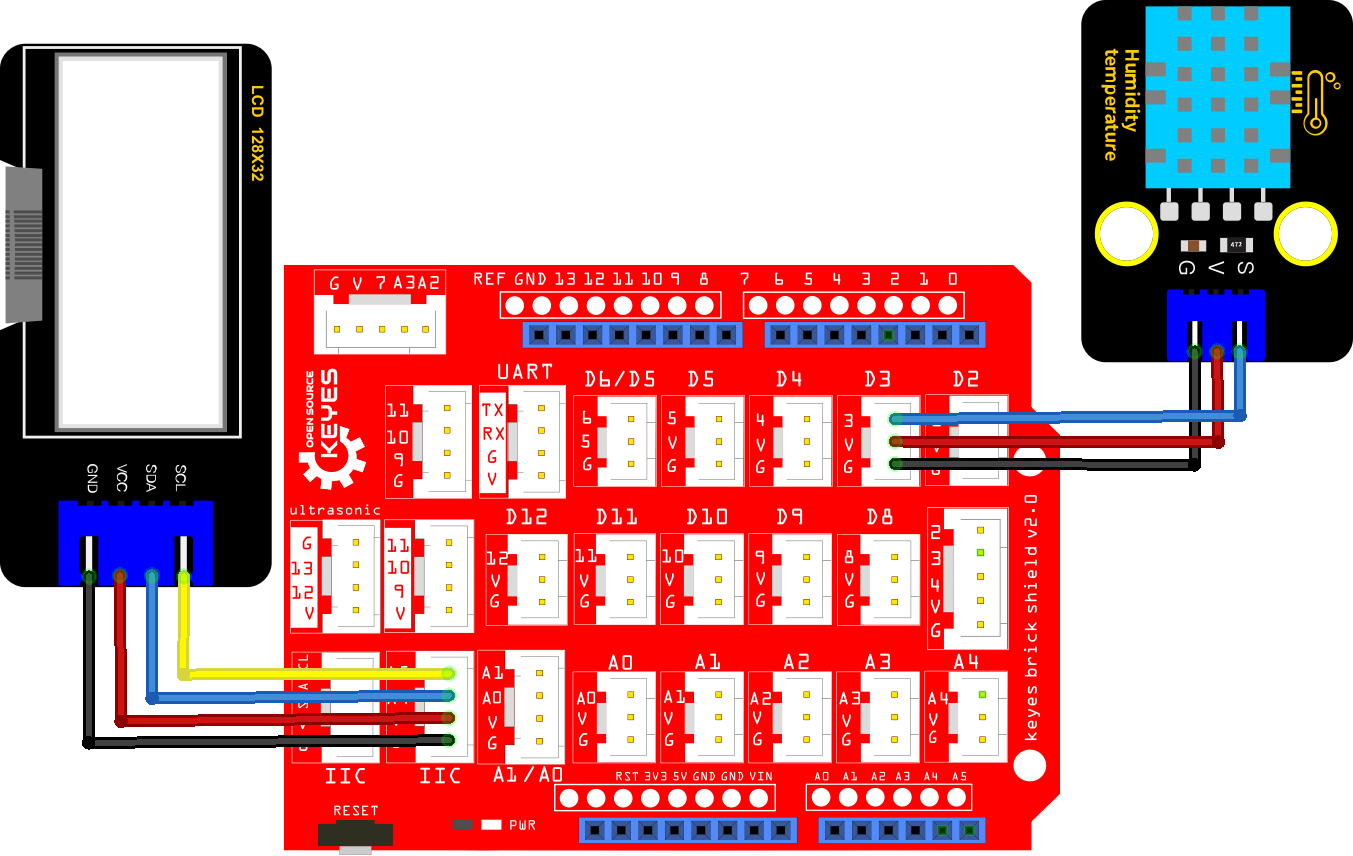 LCD 128X32
GND VCC SDA SCL
Humidity
temperature
472
G V S
G V 7 A3 A2
REF GND 13 12 11 10 9 8 7 6 5 4 3 2 1 0
OPEN SOURCE
KEYES
UART
D6/D5 D5 D4 D3 D2
11
10
9
G
TX
RX
G
V
6
5
G
5
V
G
4
V
G
3
V
G
G
ultrasonic
G
13
12
V
11
10
9
V
D12 D11 D10 D9 D8
12
V
G
11
V
G
10
V
G
9
V
G
8
V
G
2
3
4
V
G
keyes brick shield v2.0
A1
A0
V
G
A0 A1 A2 A3 A4
A0
V
G
A1
V
G
A2
V
G
A3
V
G
A4
V
G
IIC IIC A1/A0
RST 3V3 5V GND GND VIN A0 A1 A2 A3 A4 A5
RESET
PWR